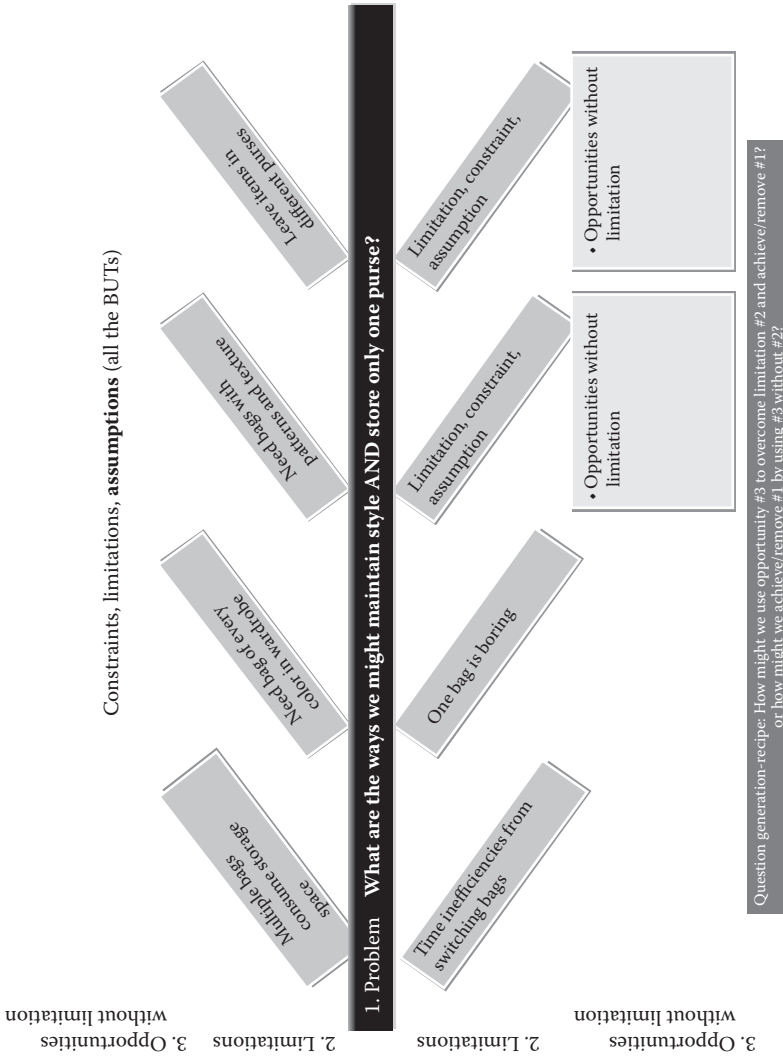 Constraints, limitations, assumptions (all the BUTs)
3. Opportunities
without limitation
2. Limitations
Multiple bags
consume storage
space
Need bag of every
color in wardrobe
Need bags with
patterns and texture
Leave items in
different purses
1. Problem What are the ways we might maintain style AND store only one purse?
2. Limitations
Time inefficiencies from
switching bags
One bag is boring
Limitation, constraint,
assumption
Limitation, constraint,
assumption
3. Opportunities
without limitation
• Opportunities without
limitation
• Opportunities without
limitation
Question generation-recipe: How might we use opportunity #3 to overcome limitation #2 and achieve/remove #1?
or how might we achieve/remove #1 by using #3 without #2?